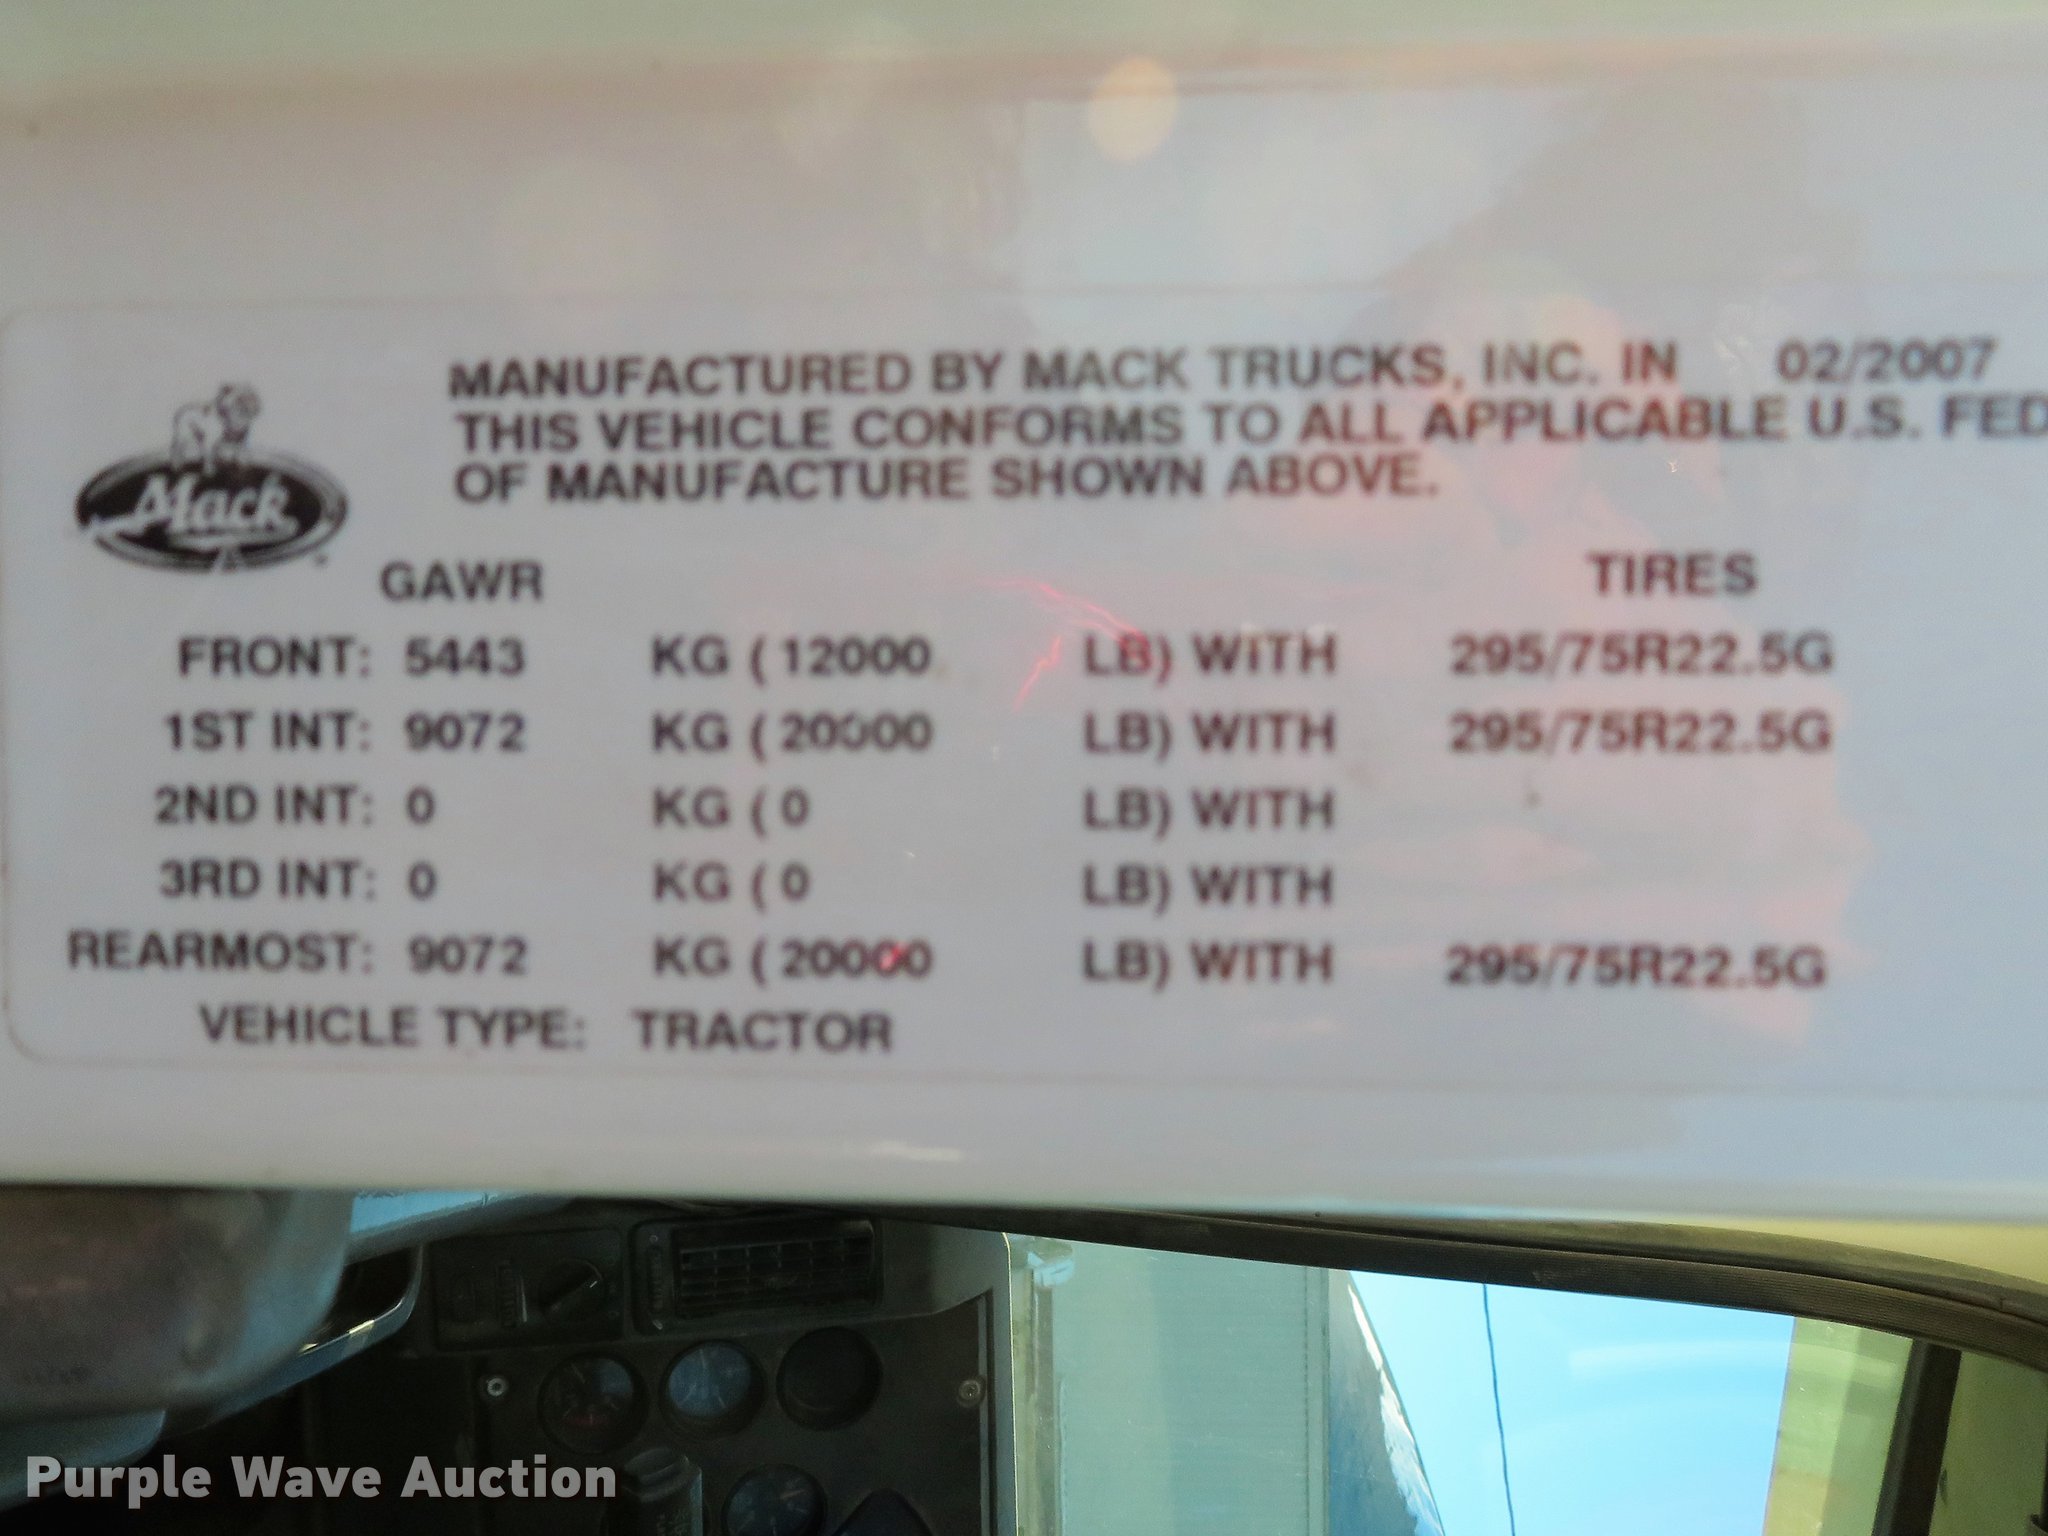 MANUFACTURED BY MACK TRUCKS, INC. IN 02/2007
THIS VEHICLE CONFORMS TO ALL APPLICABLE U.S. FED
OF MANUFACTURE SHOWN ABOVE.
Mack
GAWR TIRES
FRONT: 5443 KG (12000 LB) WITH 295/75R22.5G
1ST INT: 9072 KG (20000 LB) WITH 295/75R22.5G
2ND INT: 0 KG (0 LB) WITH
3RD INT: 0 KG (0 LB) WITH
REARMOST: 9072 KG (20000 LB) WITH 295/75R22.5G
VEHICLE TYPE: TRACTOR
Purple Wave Auction